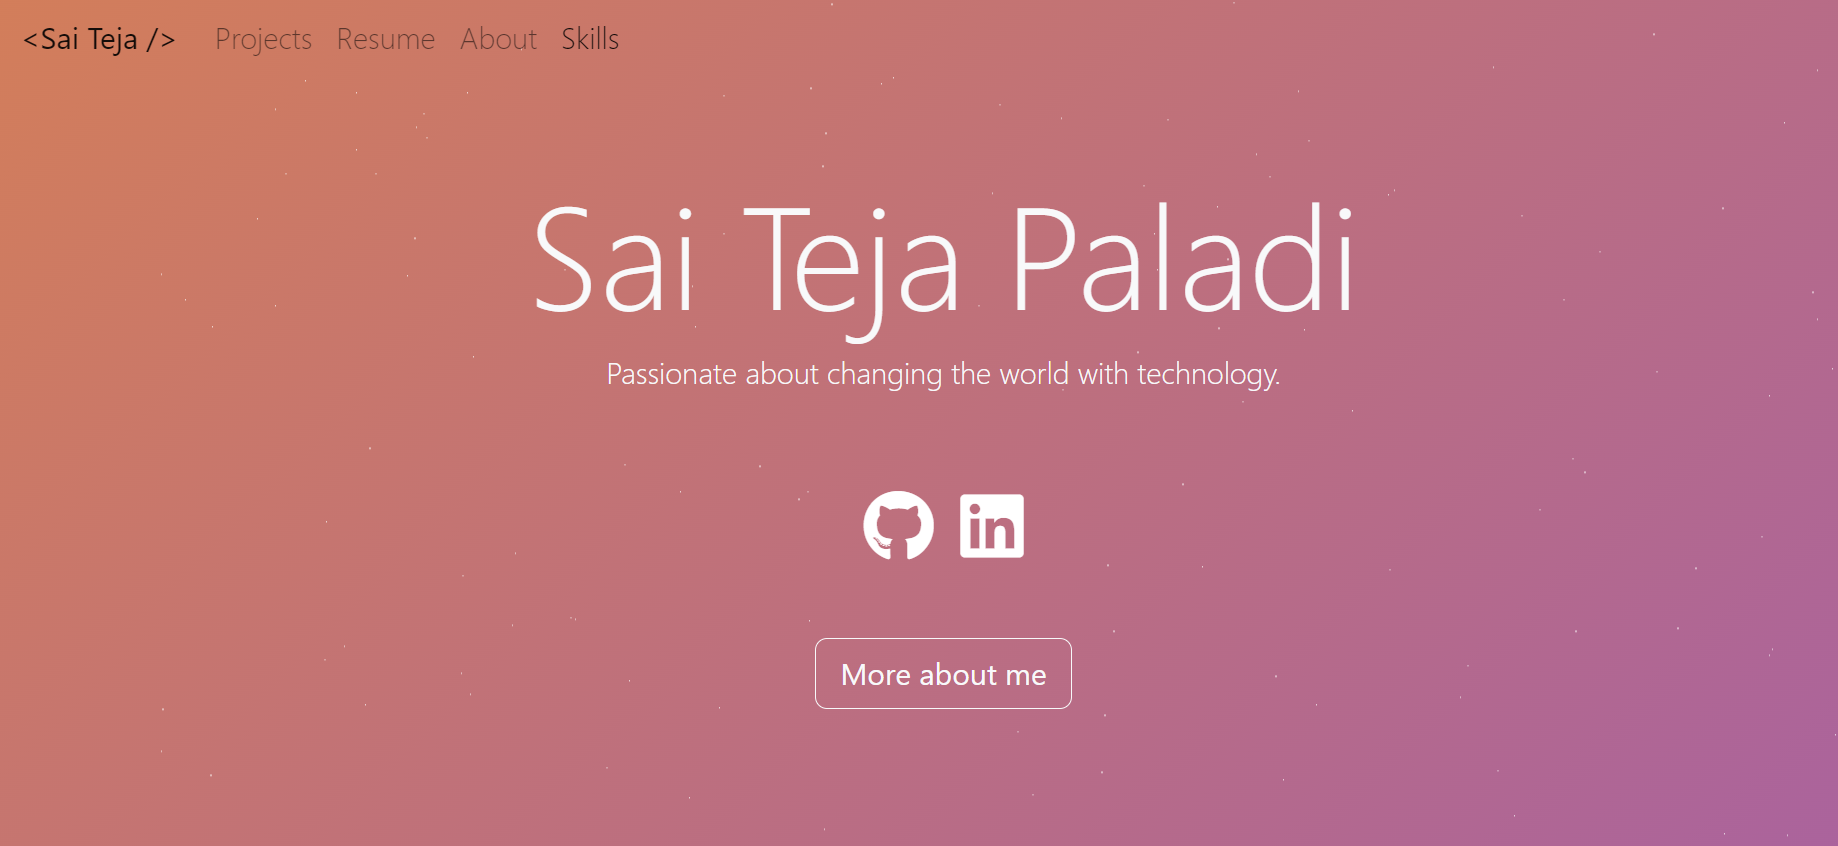 <Sai Teja /> Projects Resume About Skills
Sai Teja Paladi
Passionate about changing the world with technology.
in
More about me